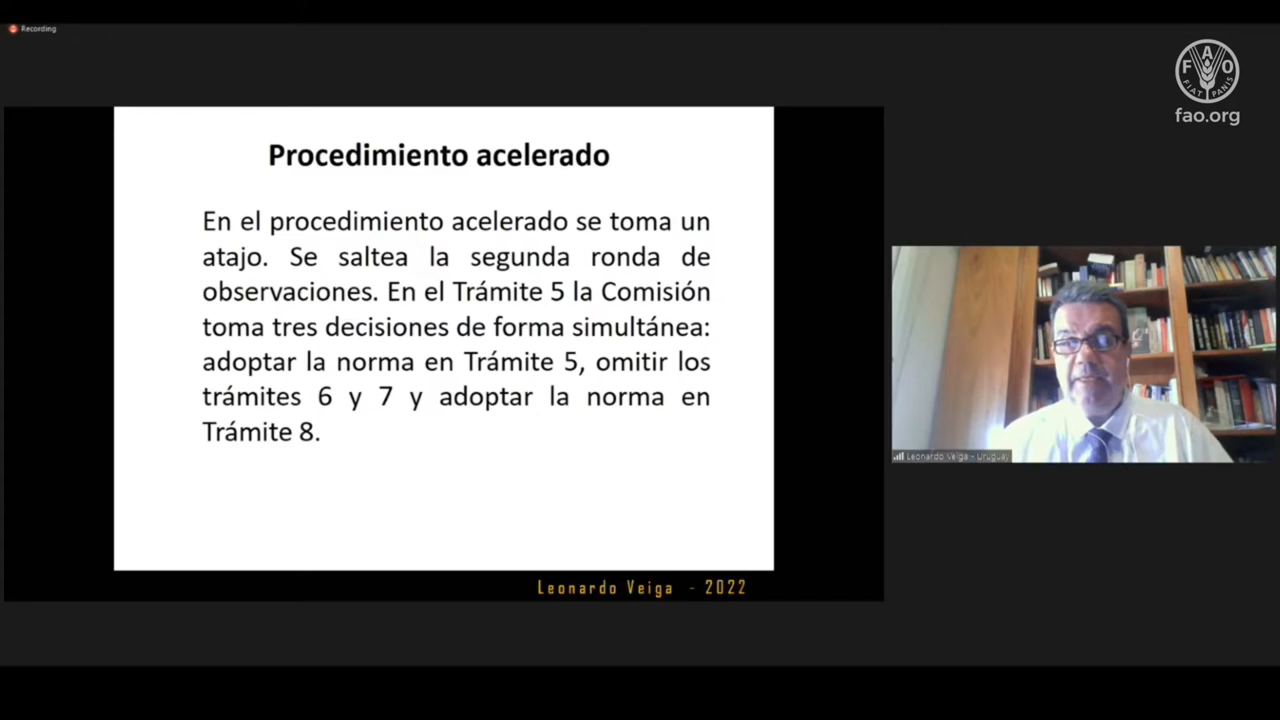 Recording
FAO
FIAT PANIS
fao.org
Procedimiento acelerado
En el procedimiento acelerado se toma un
atajo. Se saltea la segunda ronda de
observaciones. En el Trámite 5 la Comisión
toma tres decisiones de forma simultánea:
adoptar la norma en Trámite 5, omitir los
trámites 6 y 7 y adoptar la norma en
Trámite 8.
Leonardo Veiga - Uruguay
Leonardo Veiga - 2022